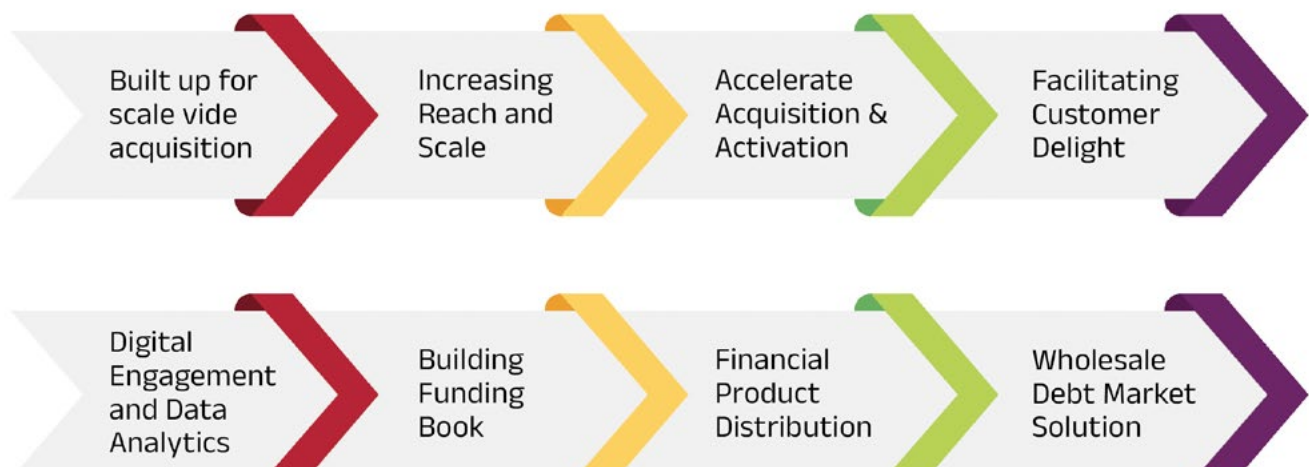 Built up for
scale vide
acquisition
Increasing
Reach and
Scale
Accelerate
Acquisition &
Activation
Facilitating
Customer
Delight
Digital
Engagement
and Data
Analytics
Building
Funding
Book
Financial
Product
Distribution
Wholesale
Debt Market
Solution